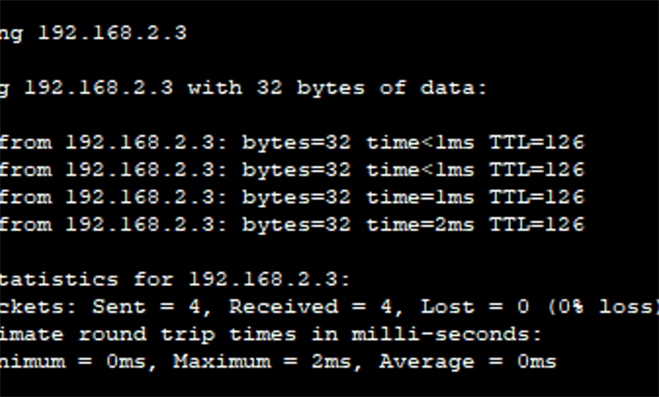 ng 192.168.2.3
g 192.168.2.3 with 32 bytes of data:
from 192.168.2.3: bytes=32 time<1ms TTL=126
from 192.168.2.3: bytes=32 time<1ms TTL=126
from 192.168.2.3: bytes=32 time=1ms TTL=126
from 192.168.2.3: bytes=32 time=2ms TTL=126
tatistics for 192.168.2.3:
ckets: Sent = 4, Received = 4, Lost = 0 (0% loss)
imate round trip times in milli-seconds:
nimum = 0ms, Maximum = 2ms, Average = 0ms